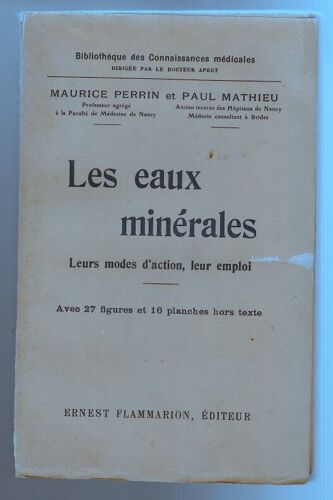 Bibliothèque des Connaissances médicales
DIRIGÉE PAR LE DOCTEUR APERT
MAURICE PERRIN et PAUL MATHIEU
Professeur agrégé Ancien interne des Hôpitaux de Nancy
à la Faculté de Médecine de Nancy Médecin consultant à Brides
Les eaux
minérales
Leurs modes d'action, leur emploi
Avec 27 figures et 16 planches hors texte
ERNEST FLAMMARION, ÉDITEUR